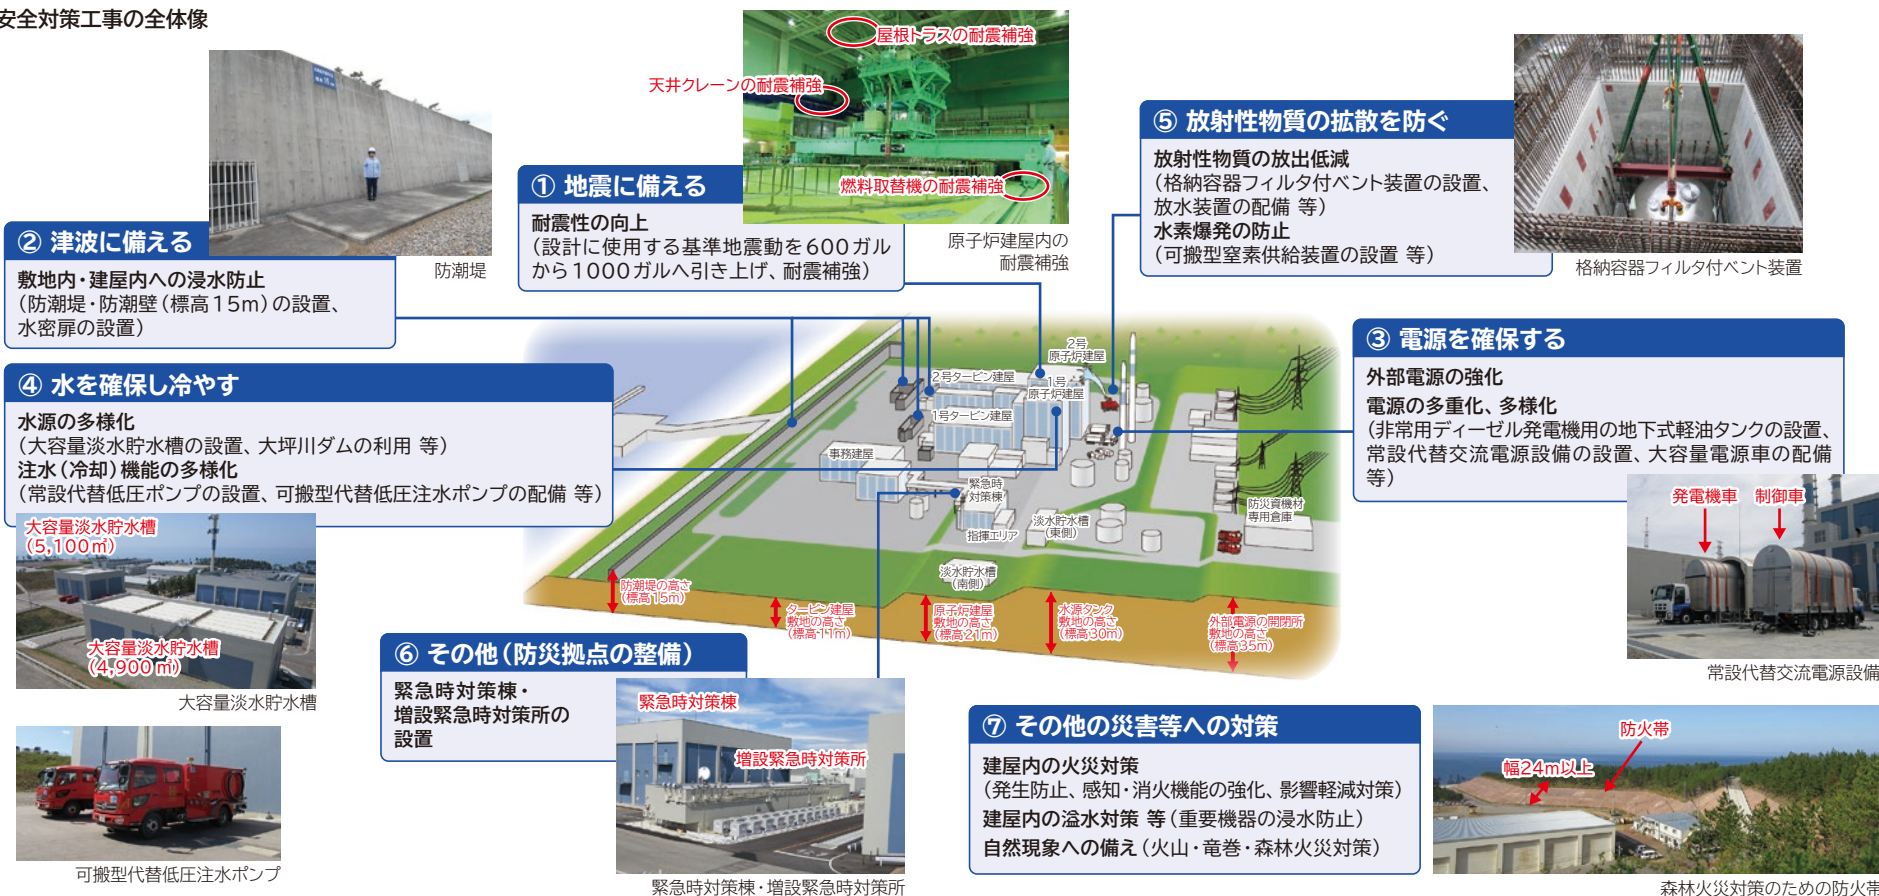 安全対策工事の全体像
屋根トラスの耐震補強
天井クレーンの耐震補強
燃料取替機の耐震補強
原子炉建屋内の
耐震補強
① 地震に備える
耐震性の向上
(設計に使用する基準地震動を600ガル
から1000ガルへ引き上げ、耐震補強)
防潮堤
② 津波に備える
敷地内・建屋内への浸水防止
(防潮堤・防潮壁(標高15m)の設置、
水密扉の設置)
⑤ 放射性物質の拡散を防ぐ
放射性物質の放出低減
(格納容器フィルタ付ベント装置の設置、
放水装置の配備 等)
水素爆発の防止
(可搬型窒素供給装置の設置 等)
格納容器フィルタ付ベント装置
③ 電源を確保する
外部電源の強化
電源の多重化、多様化
(非常用ディーゼル発電機用の地下式軽油タンクの設置、
常設代替交流電源設備の設置、大容量電源車の配備
等)
発電機車
制御車
常設代替交流電源設備
④ 水を確保し冷やす
水源の多様化
(大容量淡水貯水槽の設置、大坪川ダムの利用 等)
注水(冷却)機能の多様化
(常設代替低圧ポンプの設置、可搬型代替低圧注水ポンプの配備 等)
大容量淡水貯水槽
(5,100㎥)
大容量淡水貯水槽
(4,900㎥)
大容量淡水貯水槽
可搬型代替低圧注水ポンプ
2号
原子炉建屋
1号
原子炉建屋
2号タービン建屋
1号タービン建屋
事務建屋
緊急時
対策棟
指揮エリア
淡水貯水槽
(東側)
淡水貯水槽
(南側)
防災資機材
専用倉庫
防潮堤の高さ
(標高15m)
タービン建屋
敷地の高さ
(標高11m)
原子炉建屋
敷地の高さ
(標高21m)
水源タンク
敷地の高さ
(標高30m)
外部電源の開閉所
敷地の高さ
(標高35m)
⑥ その他(防災拠点の整備)
緊急時対策棟・
増設緊急時対策所の
設置
緊急時対策棟
増設緊急時対策所
緊急時対策棟・増設緊急時対策所
⑦ その他の災害等への対策
建屋内の火災対策
(発生防止、感知・消火機能の強化、影響軽減対策)
建屋内の溢水対策 等(重要機器の浸水防止)
自然現象への備え(火山・竜巻・森林火災対策)
防火帯
幅24m以上
森林火災対策のための防火帯